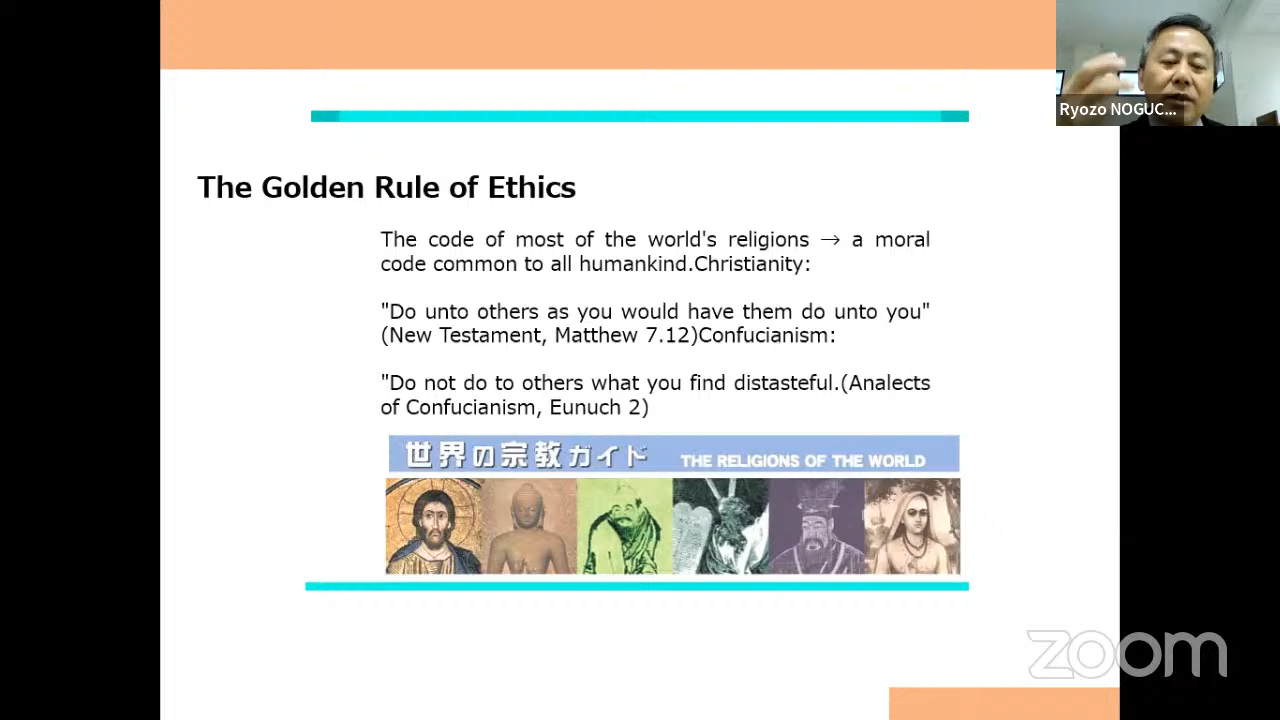 Ryozo NOGUC...
The Golden Rule of Ethics
The code of most of the world's religions → a moral
code common to all humankind.Christianity:
"Do unto others as you would have them do unto you"
(New Testament, Matthew 7.12)Confucianism:
"Do not do to others what you find distasteful.(Analects
of Confucianism, Eunuch 2)
世界の宗教ガイド THE RELIGIONS OF THE WORLD
zoom